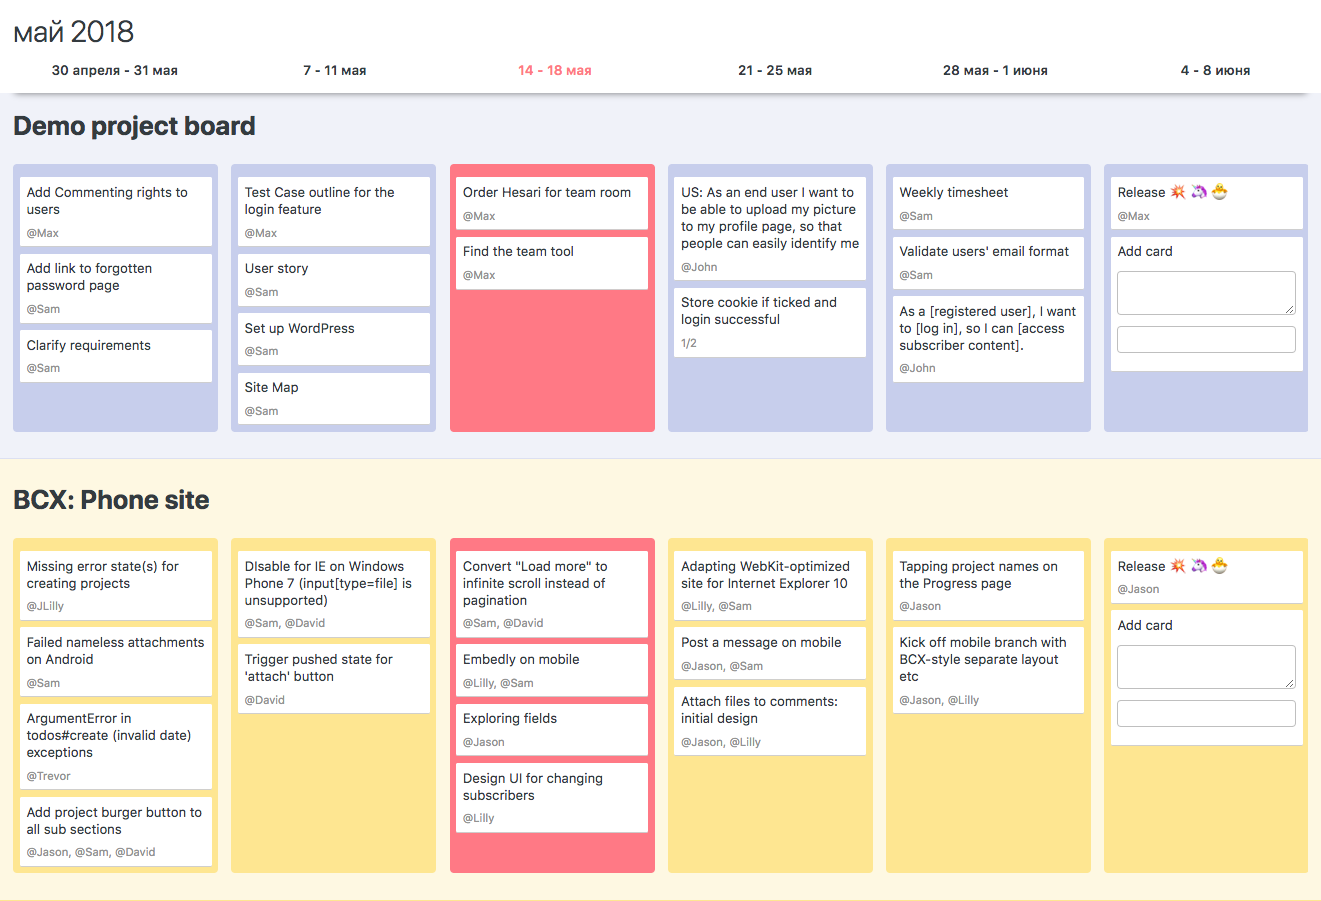 май 2018
30 апреля - 31 мая
7 - 11 мая
14 - 18 мая
21 - 25 мая
28 мая - 1 июня
4 - 8 июня
Demo project board
Add Commenting rights to
users
@Max
Add link to forgotten
password page
@Sam
Clarify requirements
@Sam
Test Case outline for the
login feature
@Max
User story
@Sam
Set up WordPress
@Sam
Site Map
@Sam
Order Hesari for team room
@Max
Find the team tool
@Max
US: As an end user I want to
be able to upload my picture
to my profile page, so that
people can easily identify me
@John
Store cookie if ticked and
login successful
1/2
Weekly timesheet
@Sam
Validate users' email format
@Sam
As a [registered user], I want
to [log in], so I can [access
subscriber content].
@John
Release 💥 🦄 🐣
@Max
Add card
BCX: Phone site
Missing error state(s) for
creating projects
@JLilly
Failed nameless attachments
on Android
@Sam
ArgumentError in
todos#create (invalid date)
exceptions
@Trevor
Add project burger button to
all sub sections
@Jason, @Sam, @David
DIsable for IE on Windows
Phone 7 (input[type=file] is
unsupported)
@Sam, @David
Trigger pushed state for
'attach' button
@David
Convert "Load more" to
infinite scroll instead of
pagination
@Sam, @David
Embedly on mobile
@Lilly, @Sam
Exploring fields
@Jason
Design UI for changing
subscribers
@Lilly
Adapting WebKit-optimized
site for Internet Explorer 10
@Lilly, @Sam
Post a message on mobile
@Jason, @Sam
Attach files to comments:
initial design
@Jason, @Lilly
Tapping project names on
the Progress page
@Jason
Kick off mobile branch with
BCX-style separate layout
etc
@Jason, @Lilly
Release 💥 🦄 🐣
@Jason
Add card